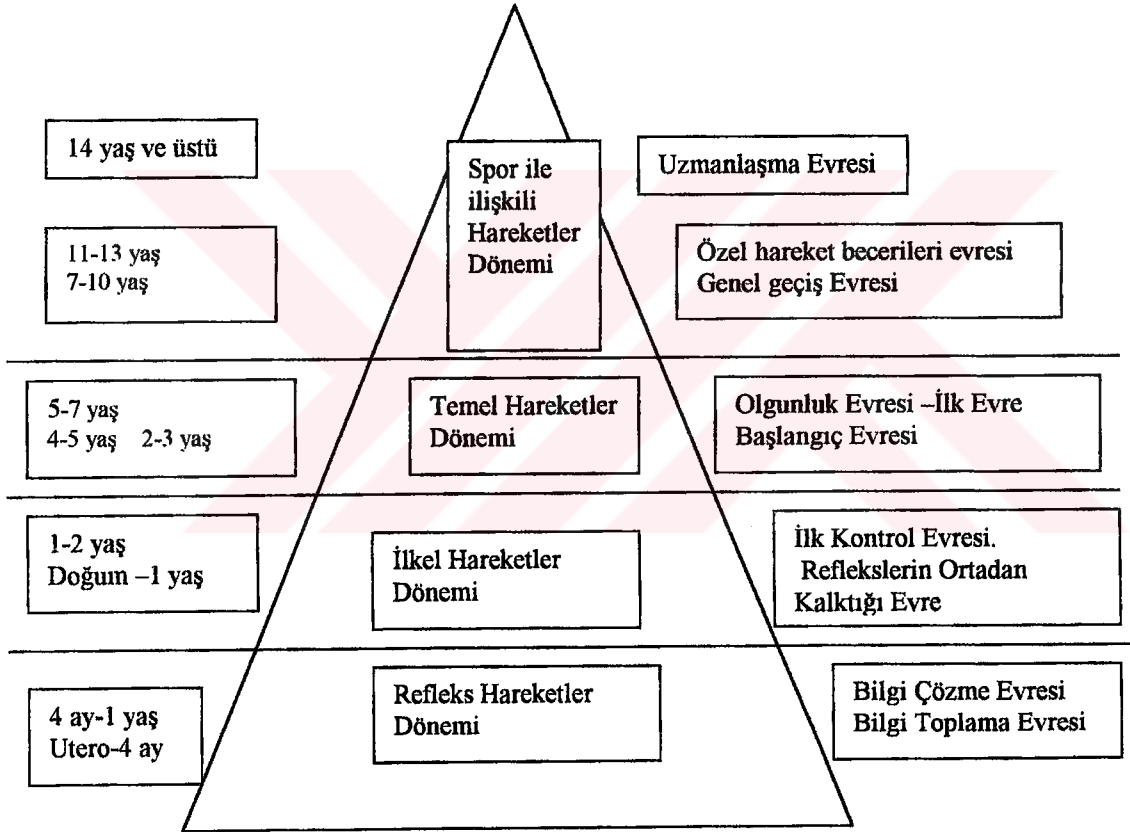 14 yaş ve üstü
Spor ile
ilişkili
Hareketler
Dönemi
Uzmanlaşma Evresi
11-13 yaş
7-10 yaş
Özel hareket becerileri evresi
Genel geçiş Evresi
5-7 yaş
4-5 yaş 2-3 yaş
Temel Hareketler
Dönemi
Olgunluk Evresi –İlk Evre
Başlangıç Evresi
1-2 yaş
Doğum –1 yaş
İlkel Hareketler
Dönemi
İlk Kontrol Evresi.
Reflekslerin Ortadan
Kalktığı Evre
4 ay-1 yaş
Utero-4 ay
Refleks Hareketler
Dönemi
Bilgi Çözme Evresi
Bilgi Toplama Evresi